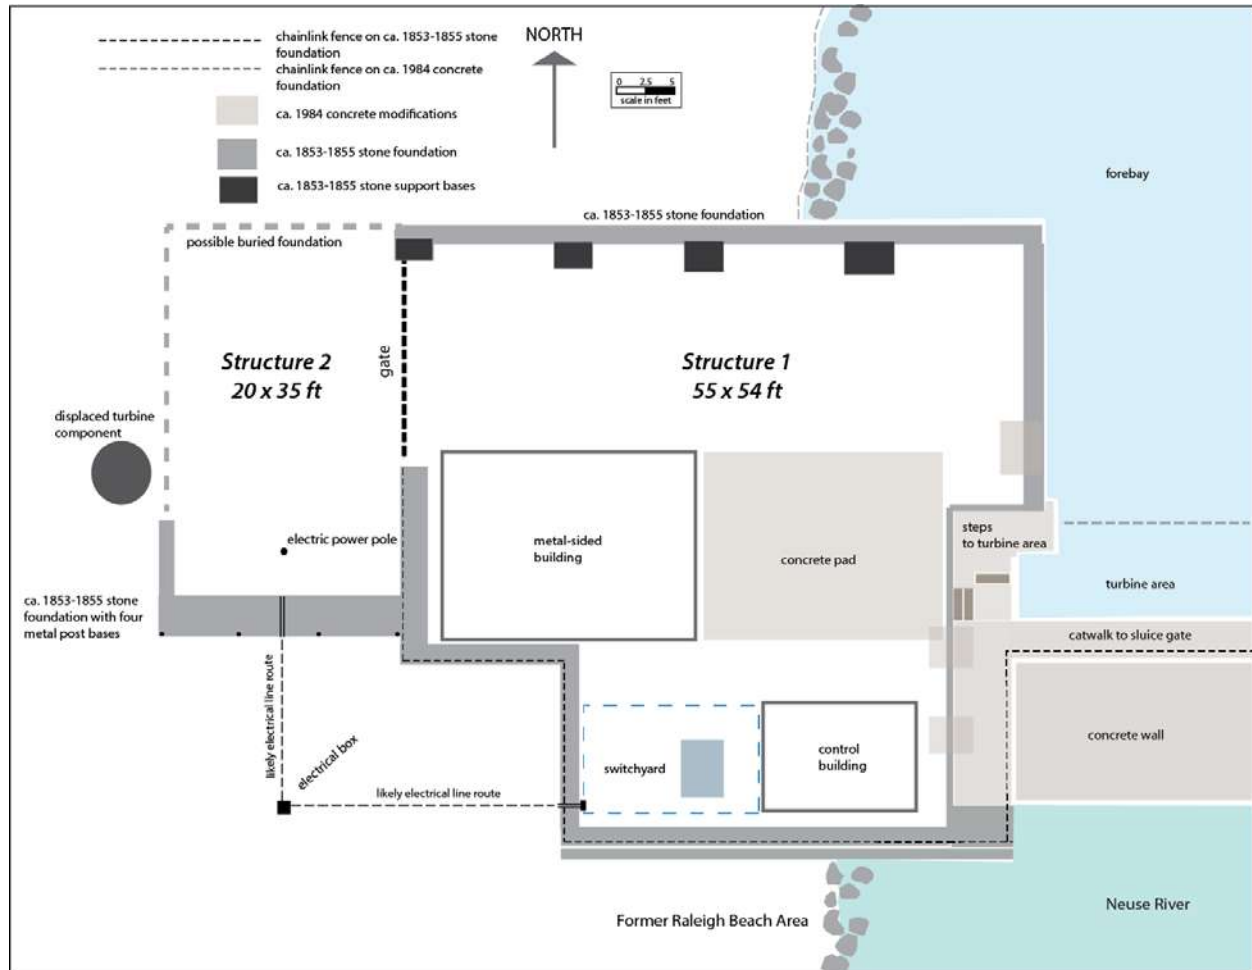 chainlink fence on ca. 1853-1855 stone
foundation
chainlink fence on ca. 1984 concrete
foundation
ca. 1984 concrete modifications
ca. 1853-1855 stone foundation
ca. 1853-1855 stone support bases
NORTH
0 2.5 5
scale in feet
forebay
ca. 1853-1855 stone foundation
possible buried foundation
gate
Structure 2
20 x 35 ft
Structure 1
55 x 54 ft
displaced turbine
component
electric power pole
metal-sided
building
concrete pad
steps
to turbine area
turbine area
ca. 1853-1855 stone
foundation with four
metal post bases
catwalk to sluice gate
likely electrical line route
electrical box
likely electrical line route
switchyard
control
building
concrete wall
Former Raleigh Beach Area
Neuse River